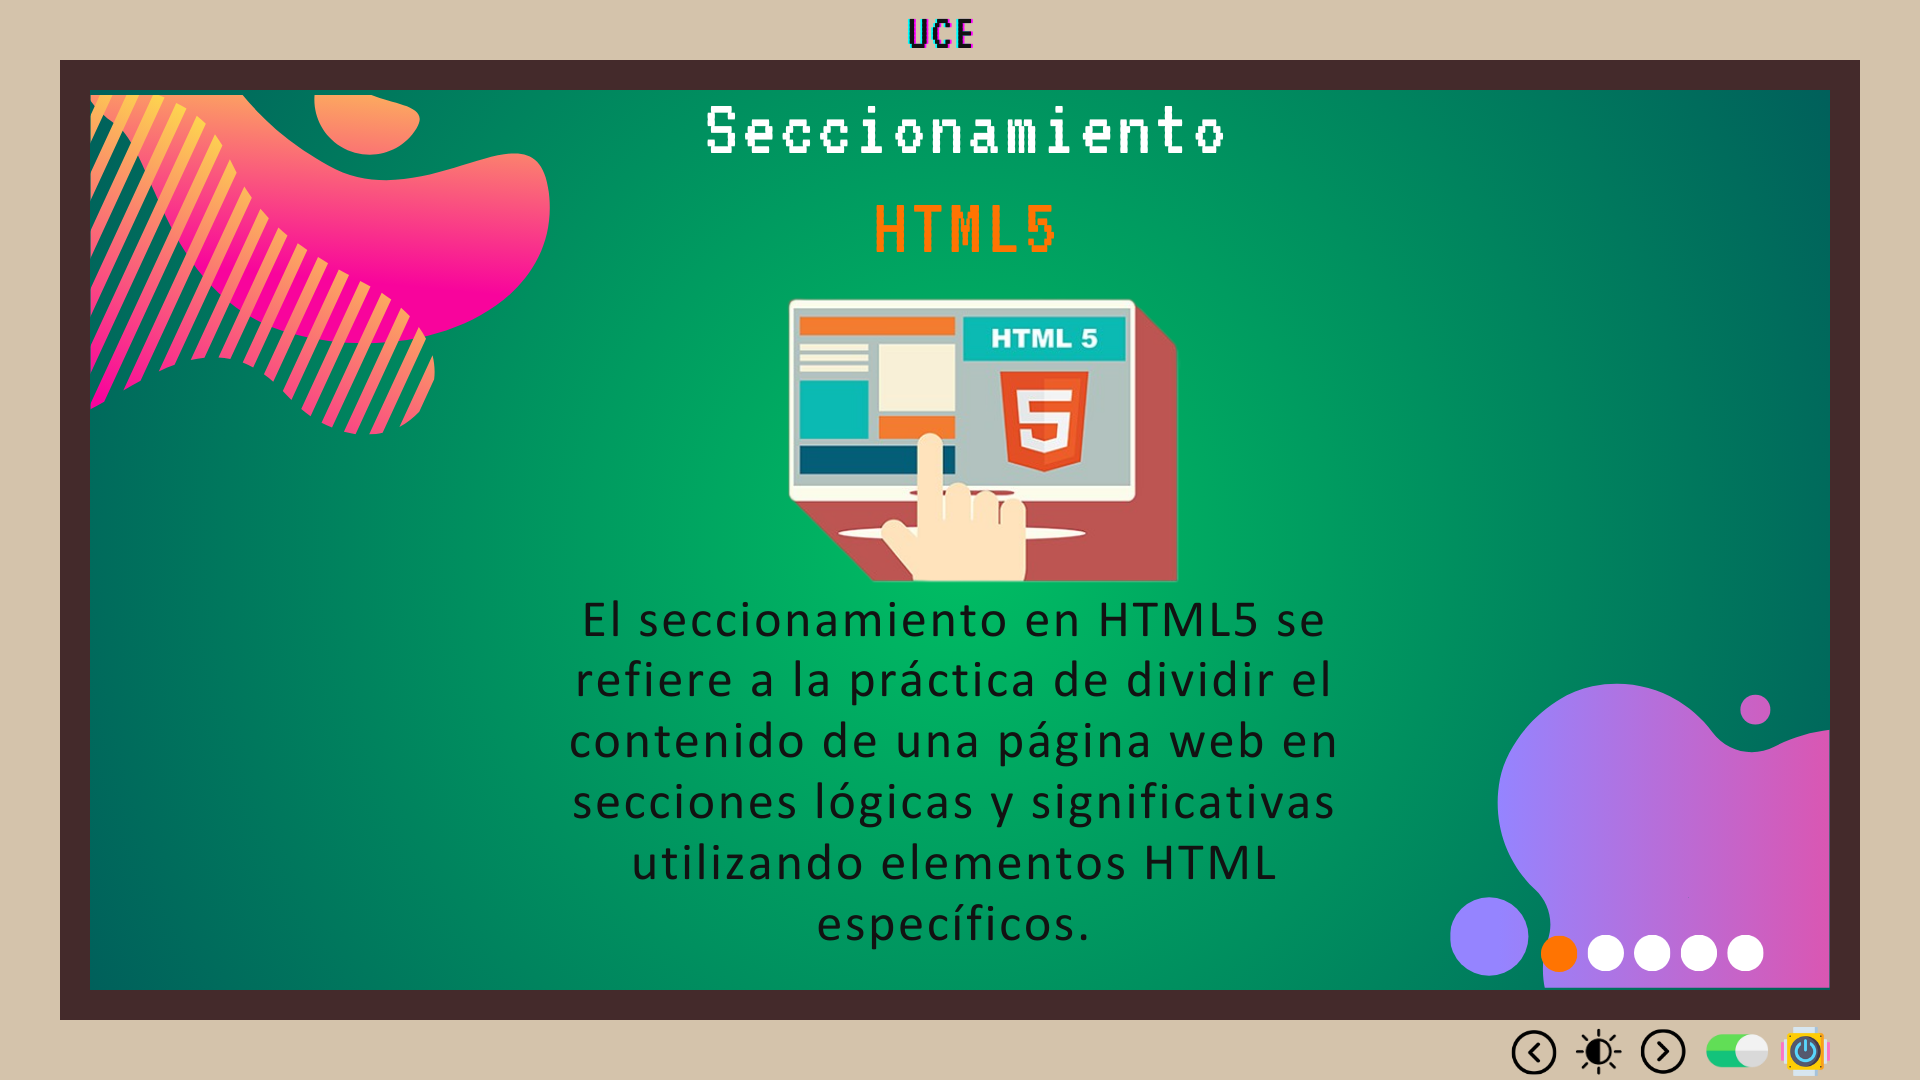 UCE
Seccionamiento
HTML5
HTML 5
5
El seccionamiento en HTML5 se
refiere a la práctica de dividir el
contenido de una página web en
secciones lógicas y significativas
utilizando elementos HTML
específicos.